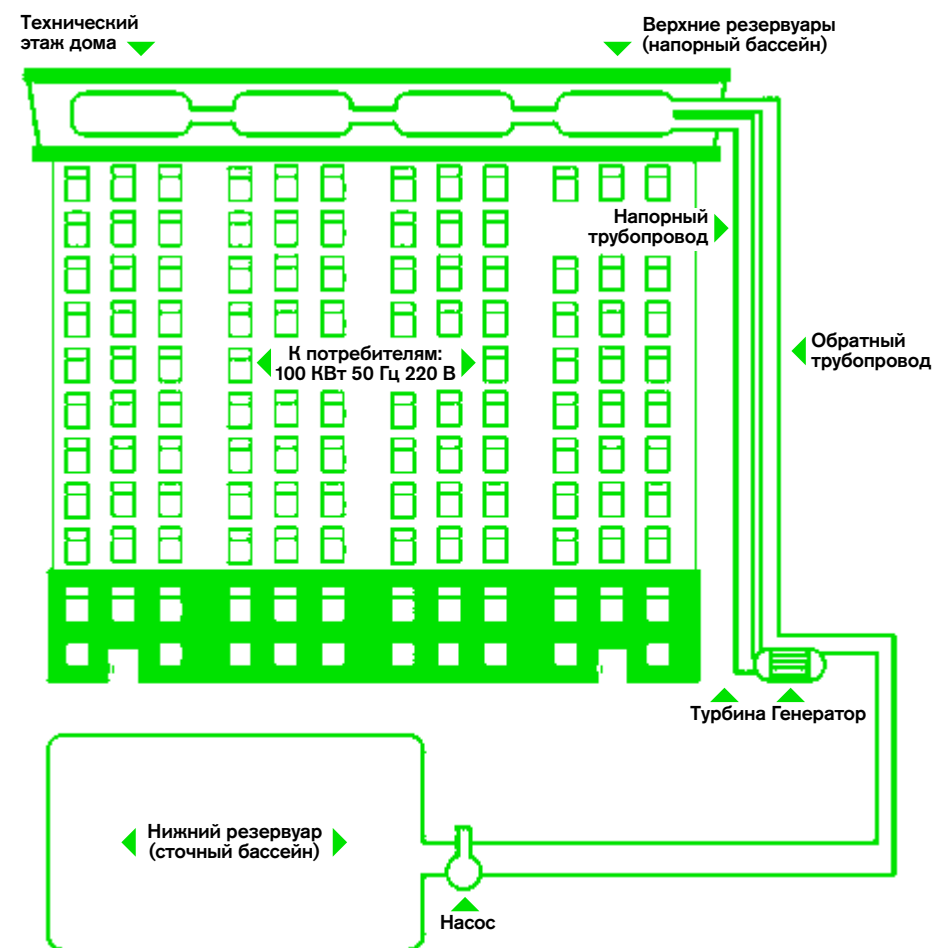 Технический
этаж дома
Верхние резервуары
(напорный бассейн)
Напорный
трубопровод
Обратный
трубопровод
К потребителям:
100 КВт 50 Гц 220 В
Турбина Генератор
Нижний резервуар
(сточный бассейн)
Насос